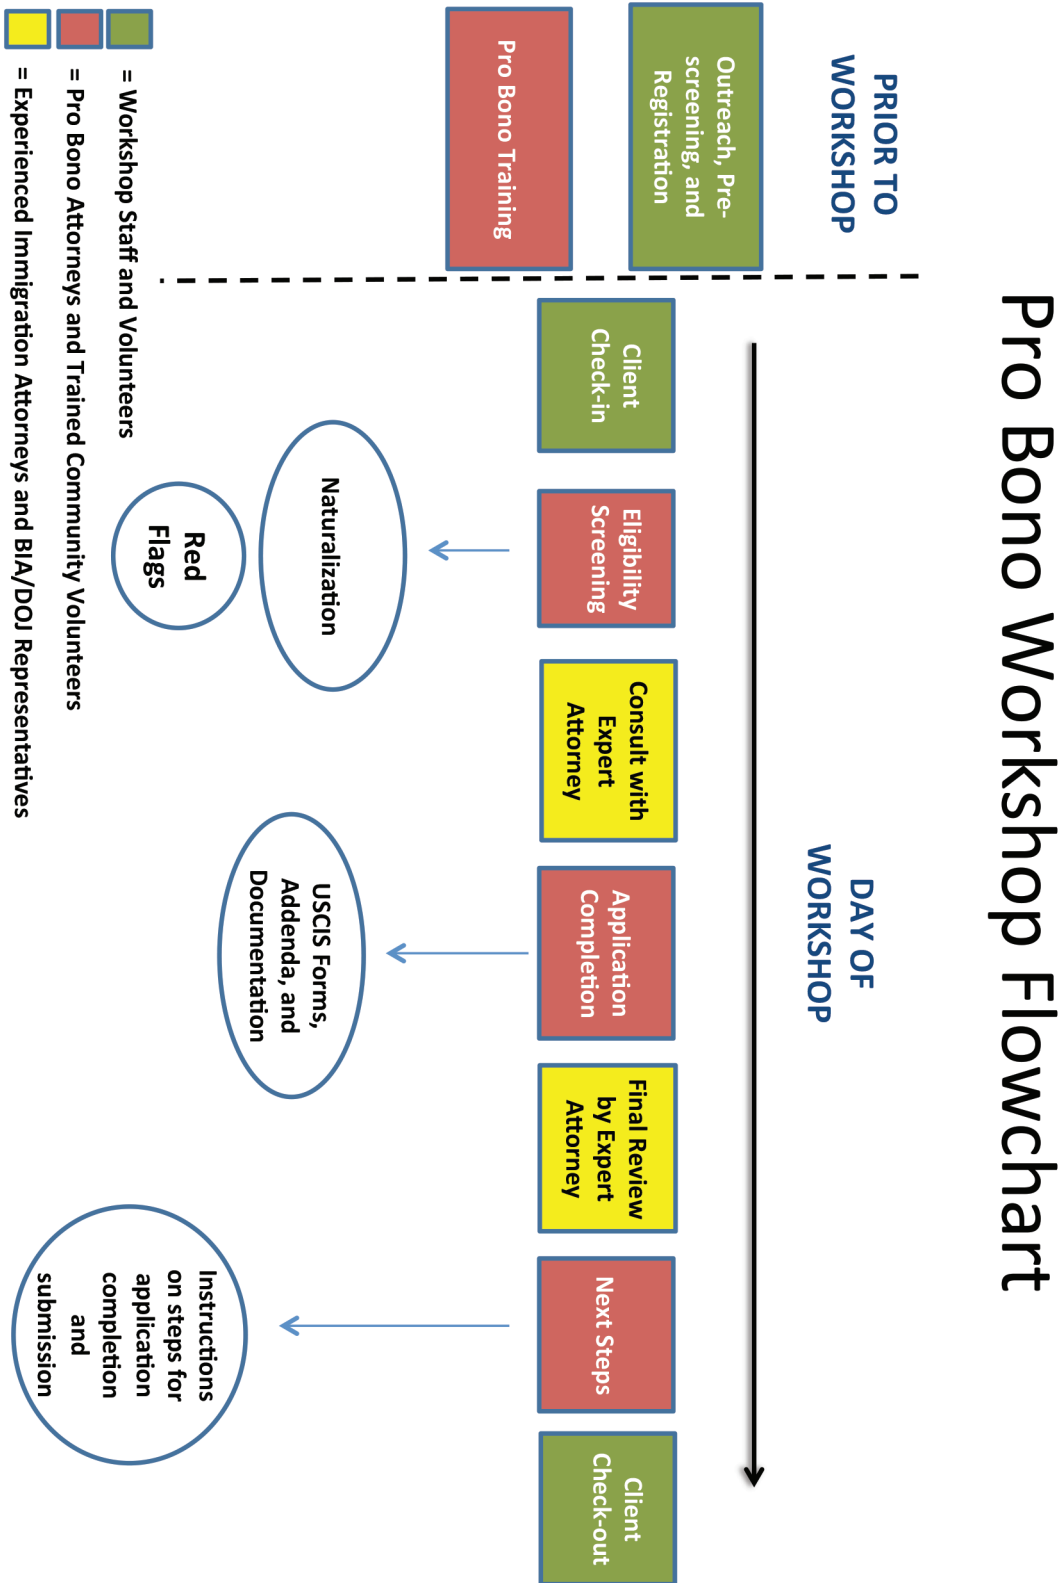 Pro Bono Workshop Flowchart
PRIOR TO
WORKSHOP
DAY OF
WORKSHOP
Outreach, Pre-
screening, and
Registration
Pro Bono Training
Client
Check-in
Eligibility
Screening
Consult with
Expert
Attorney
Application
Completion
Final Review
by Expert
Attorney
Next Steps
Client
Check-out
Naturalization
Red
Flags
USCIS Forms,
Addenda, and
Documentation
Instructions
on steps for
application
completion
and
submission
= Workshop Staff and Volunteers
= Pro Bono Attorneys and Trained Community Volunteers
= Experienced Immigration Attorneys and BIA/DOJ Representatives